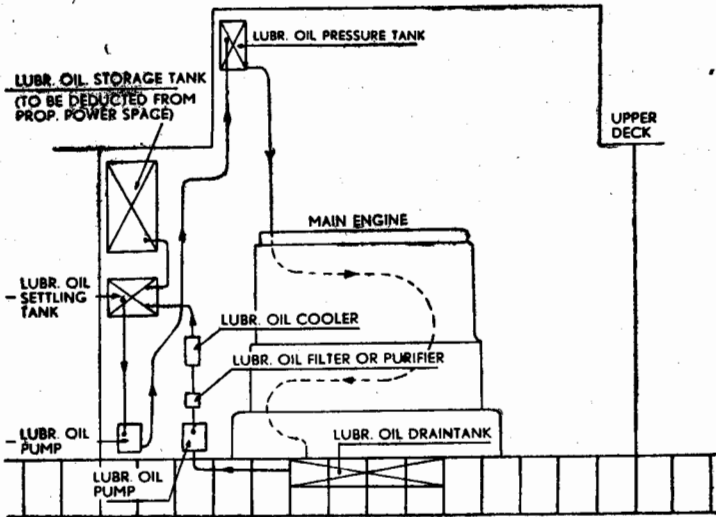 LUBR. OIL PRESSURE TANK
LUBR. OIL. STORAGE TANK
(TO BE DEDUCTED FROM
PROP. POWER SPACE)
UPPER
DECK
MAIN ENGINE
LUBR. OIL
SETTLING
TANK
LUBR. OIL COOLER
LUBR. OIL FILTER OR PURIFIER
LUBR. OIL
PUMP
LUBR. OIL DRAINTANK
LUBR. OIL
PUMP